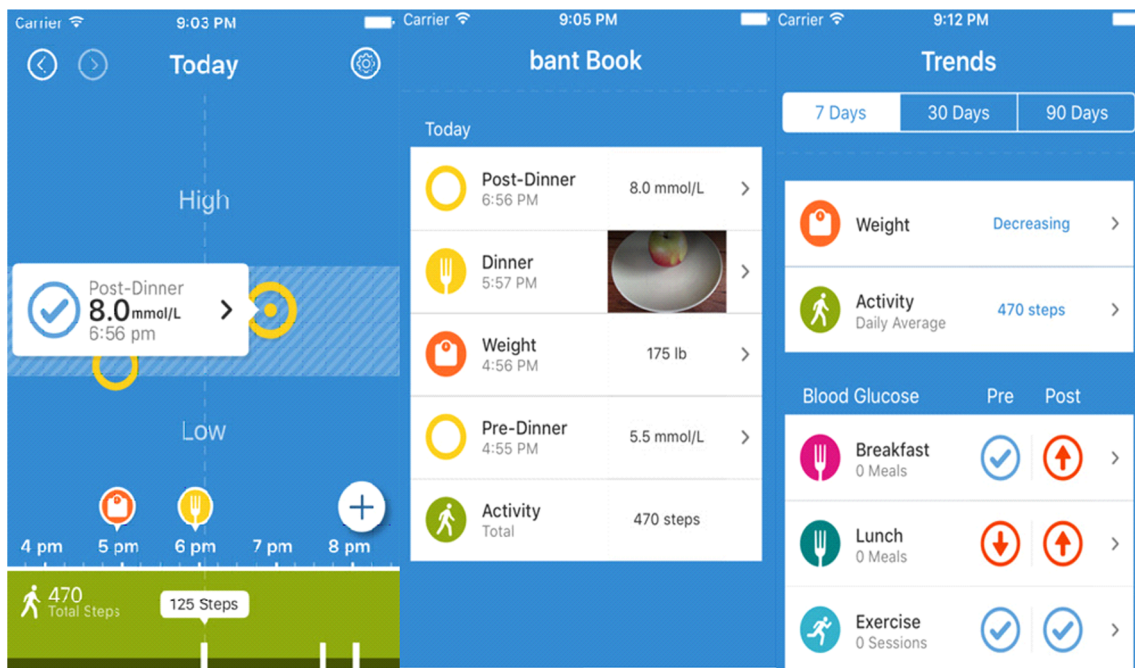 Carrier 9:03 PM
Today
High
Post-Dinner
8.0 mmol/L
6:56 pm
Low
4 pm 5 pm 6 pm 7 pm 8 pm
470
Total Steps
125 Steps
Carrier 9:05 PM
bant Book
Today
Post-Dinner
6:56 PM
8.0 mmol/L
Dinner
5:57 PM
Weight
4:56 PM
175 lb
Pre-Dinner
4:55 PM
5.5 mmol/L
Activity
Total
470 steps
Carrier 9:12 PM
Trends
7 Days 30 Days 90 Days
Weight
Decreasing
Activity
Daily Average
470 steps
Blood Glucose Pre Post
Breakfast
0 Meals
Lunch
0 Meals
Exercise
0 Sessions